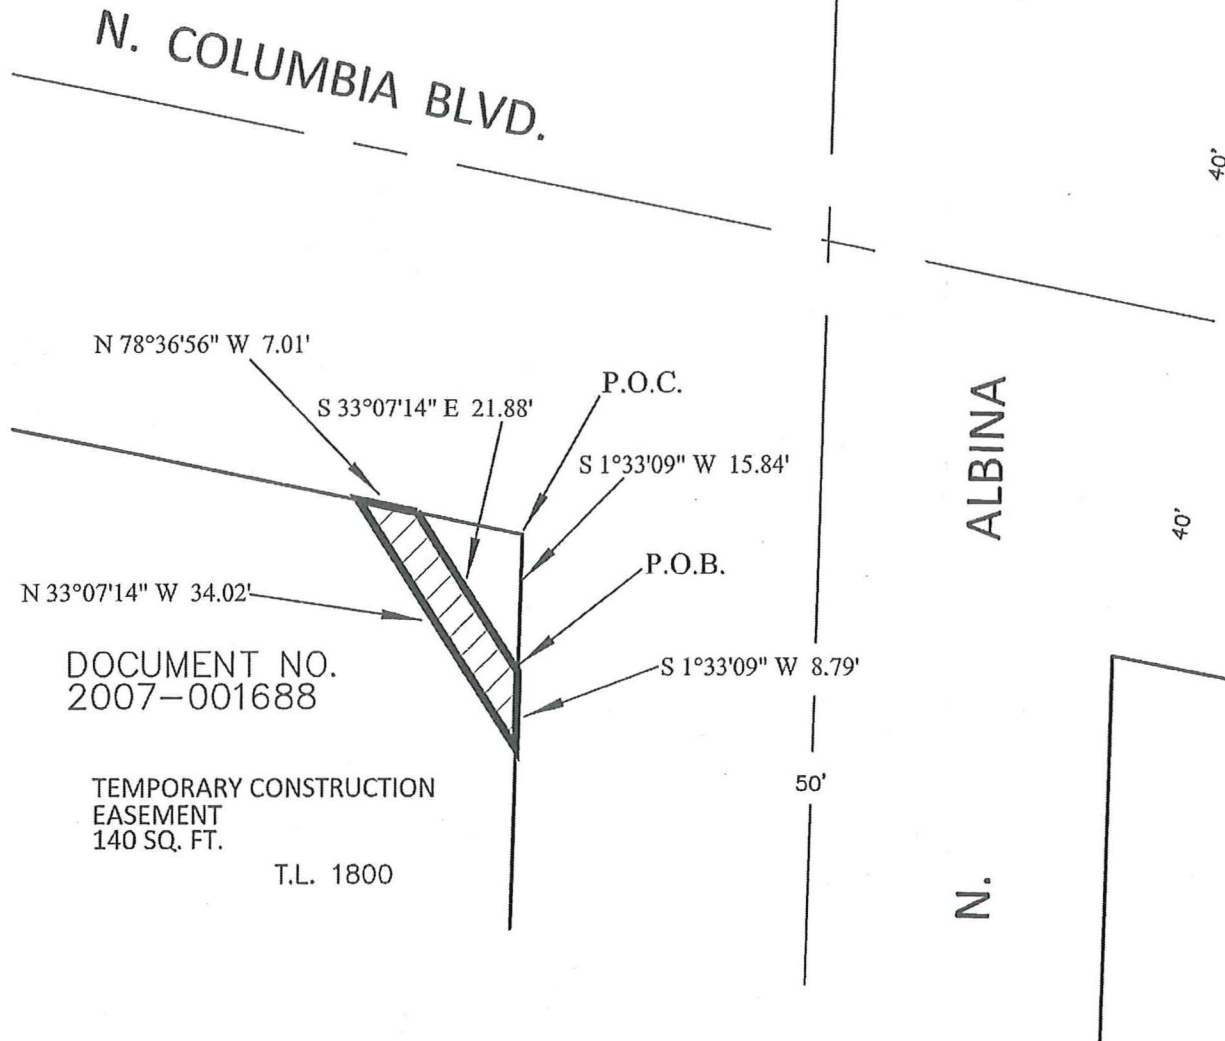 N. COLUMBIA BLVD.
40'
N 78°36'56" W 7.01'
S 33°07'14" E 21.88'
P.O.C.
S 1°33'09" W 15.84'
ALBINA
40'
P.O.B.
N 33°07'14" W 34.02'
DOCUMENT NO.
2007-001688
S 1°33'09" W 8.79'
TEMPORARY CONSTRUCTION
EASEMENT
140 SQ. FT.
50'
T.L. 1800
N.